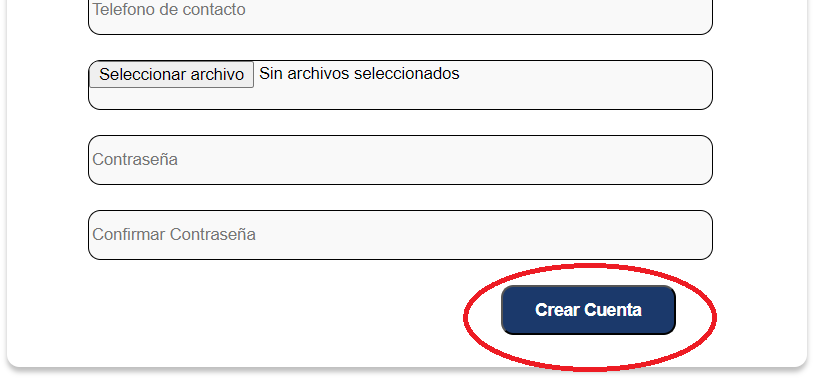 Telefono de contacto
Seleccionar archivo Sin archivos seleccionados
Contraseña
Confirmar Contraseña
Crear Cuenta